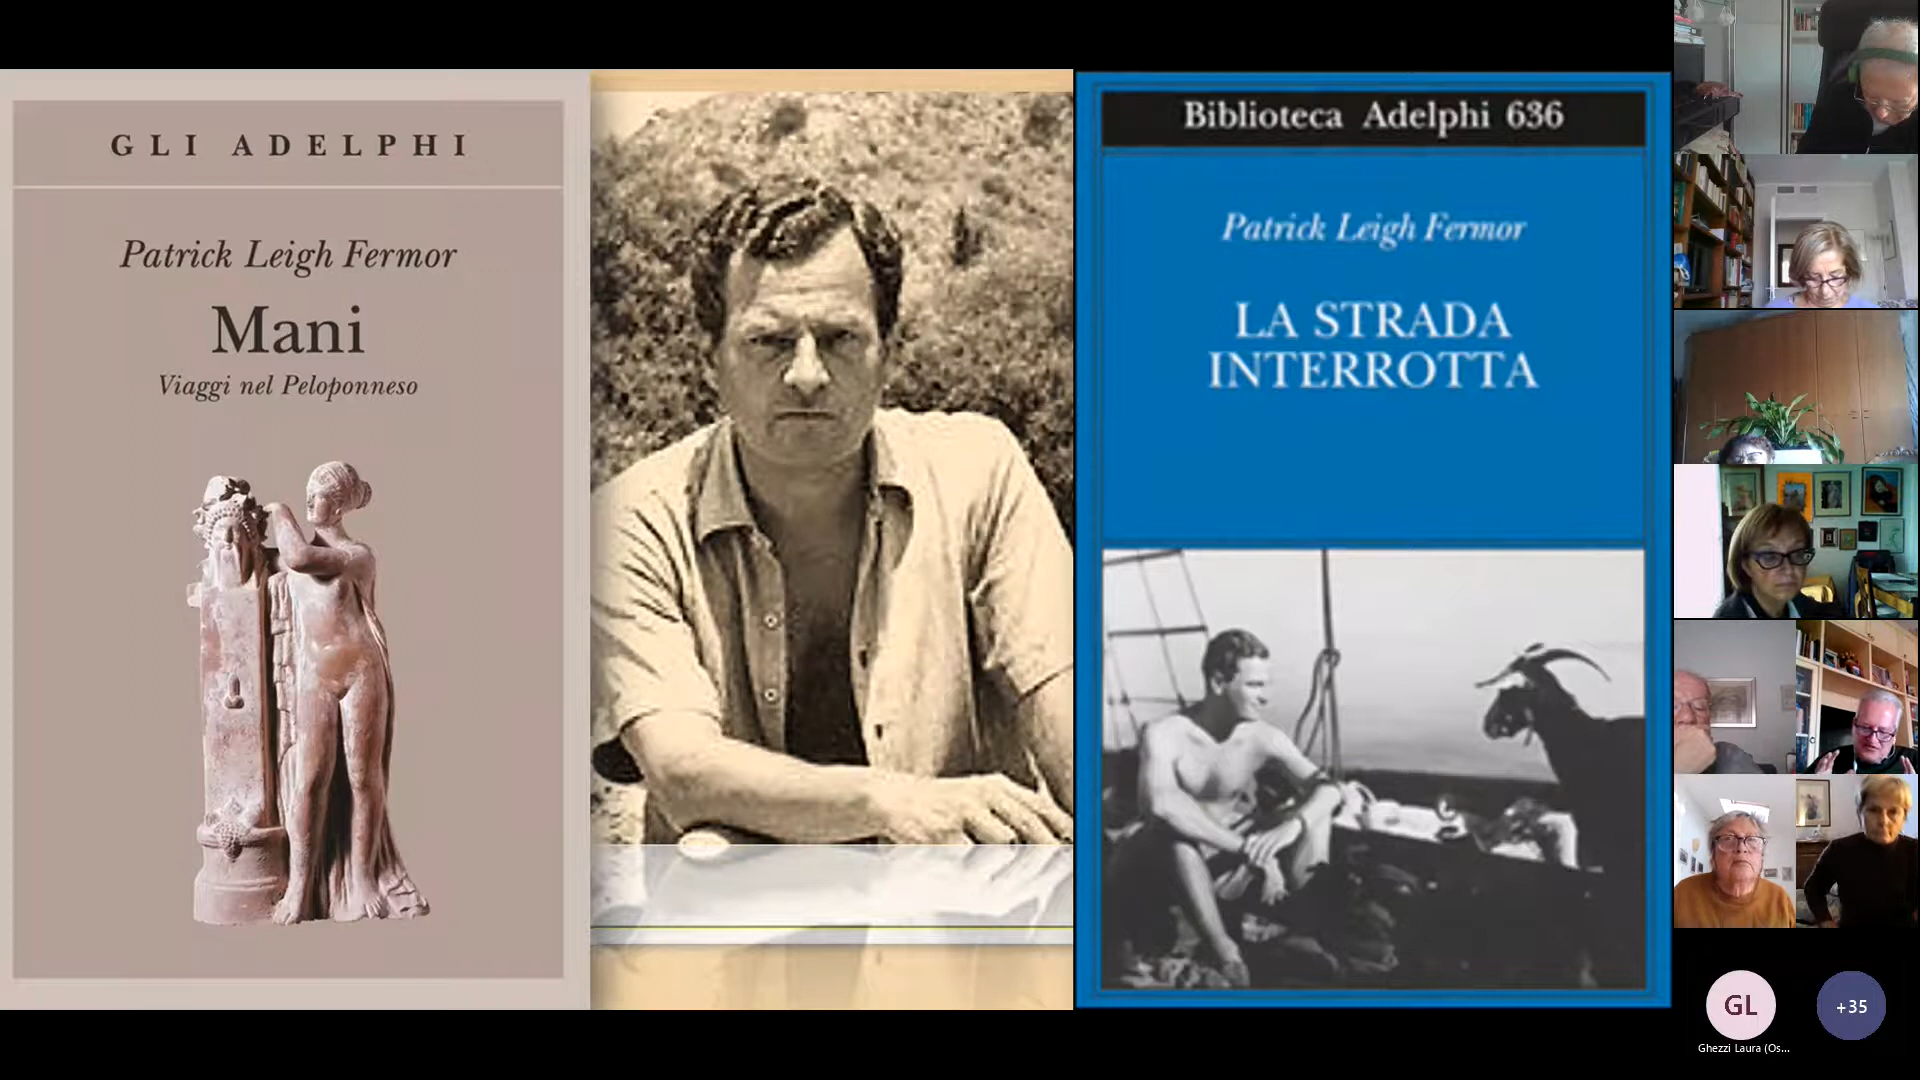 GLI ADELPHI
Patrick Leigh Fermor
Mani
Viaggi nel Peloponneso
Biblioteca Adelphi 636
Patrick Leigh Fermor
LA STRADA
INTERROTTA
GL
+35
Ghezzi Laura (Os...